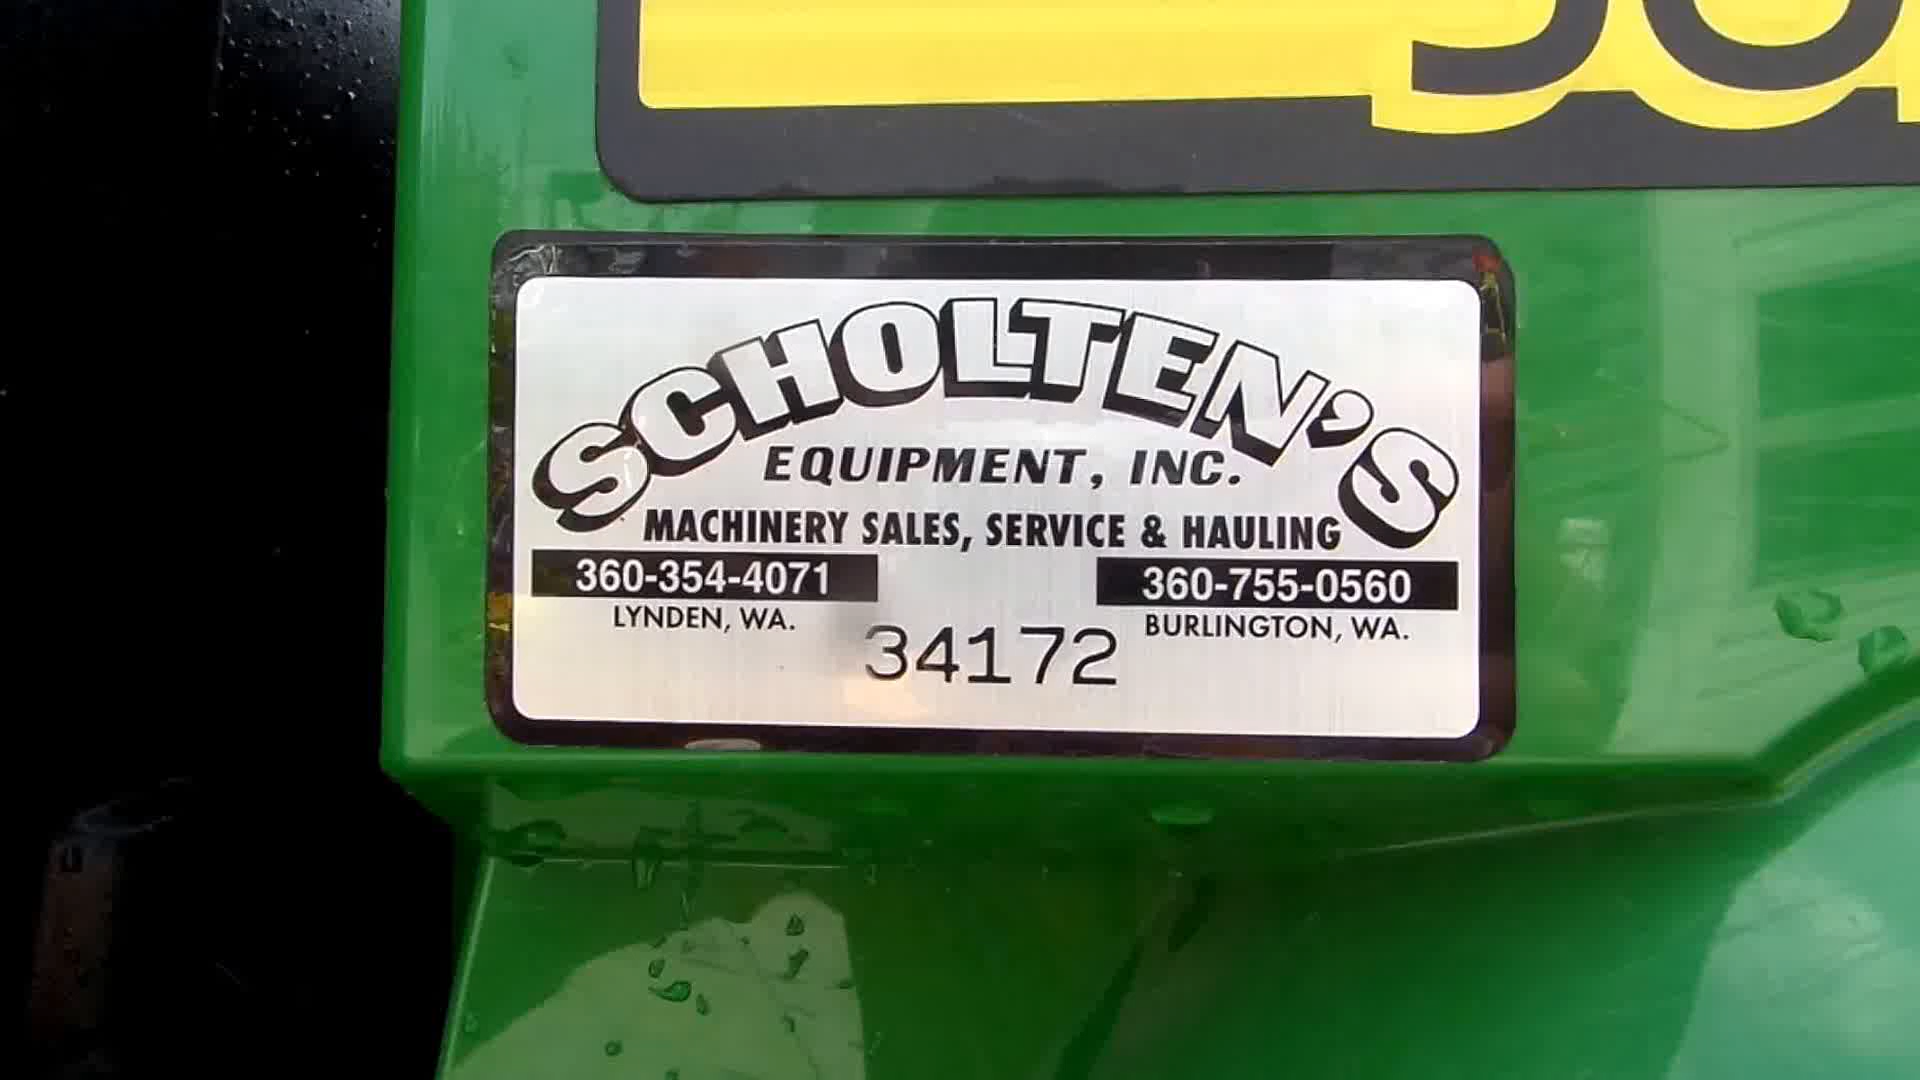 SCHOLTEN'S
EQUIPMENT, INC.
MACHINERY SALES, SERVICE & HAULING
360-354-4071 360-755-0560
LYNDEN, WA. BURLINGTON, WA.
34172